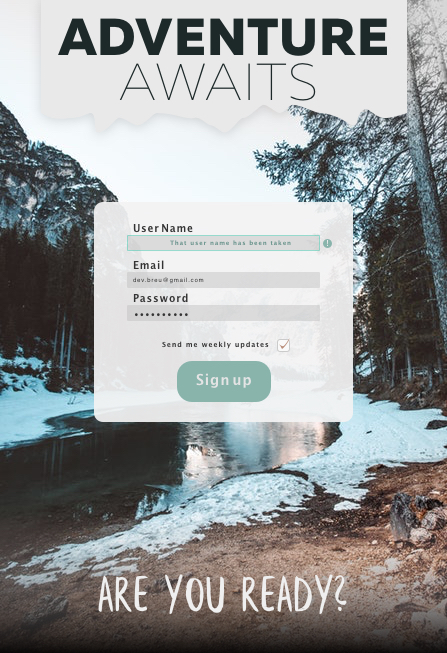 ADVENTURE
AWAITS
User Name
That user name has been taken
!
Email
dev.breu@gmail.com
Password
••••••••••
Send me weekly updates
Sign up
ARE YOU READY?